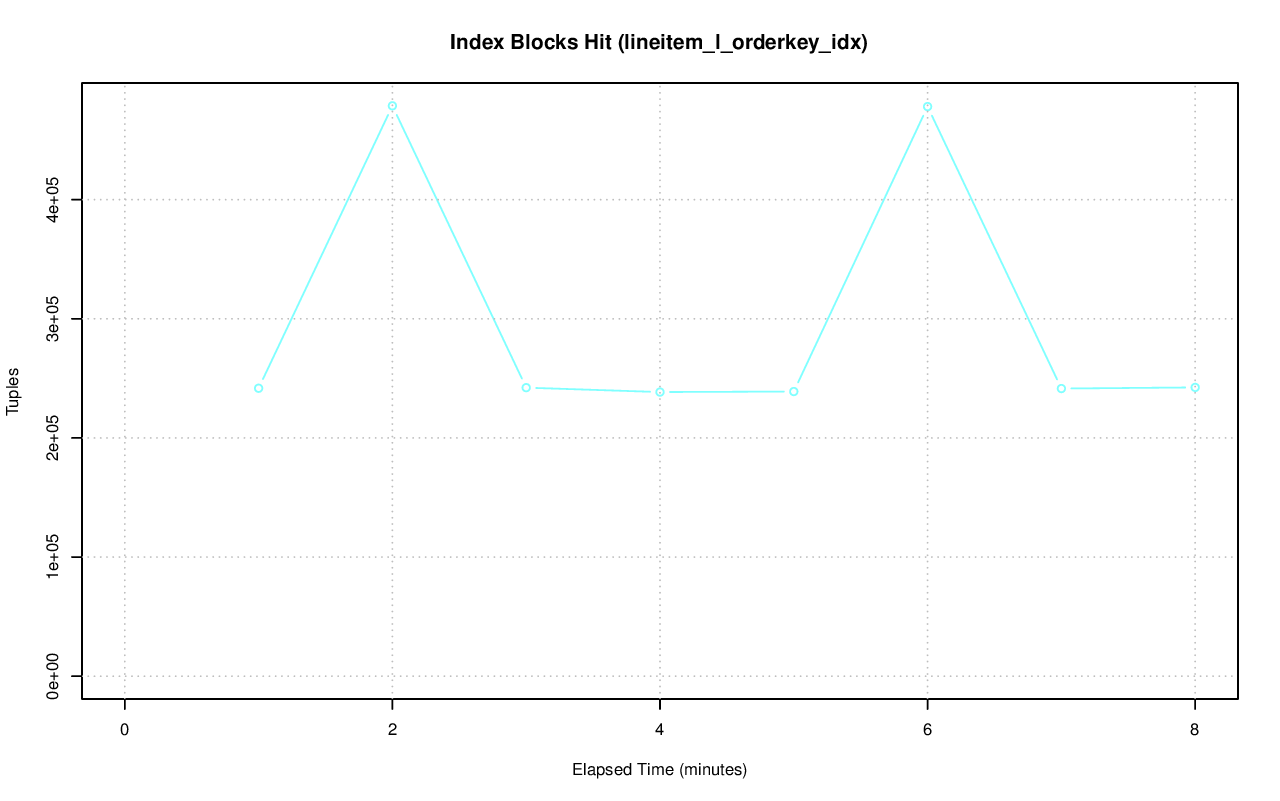 Index Blocks Hit (lineitem_l_orderkey_idx)
Tuples
4e+05
3e+05
2e+05
1e+05
0e+00
0 2 4 6 8
Elapsed Time (minutes)